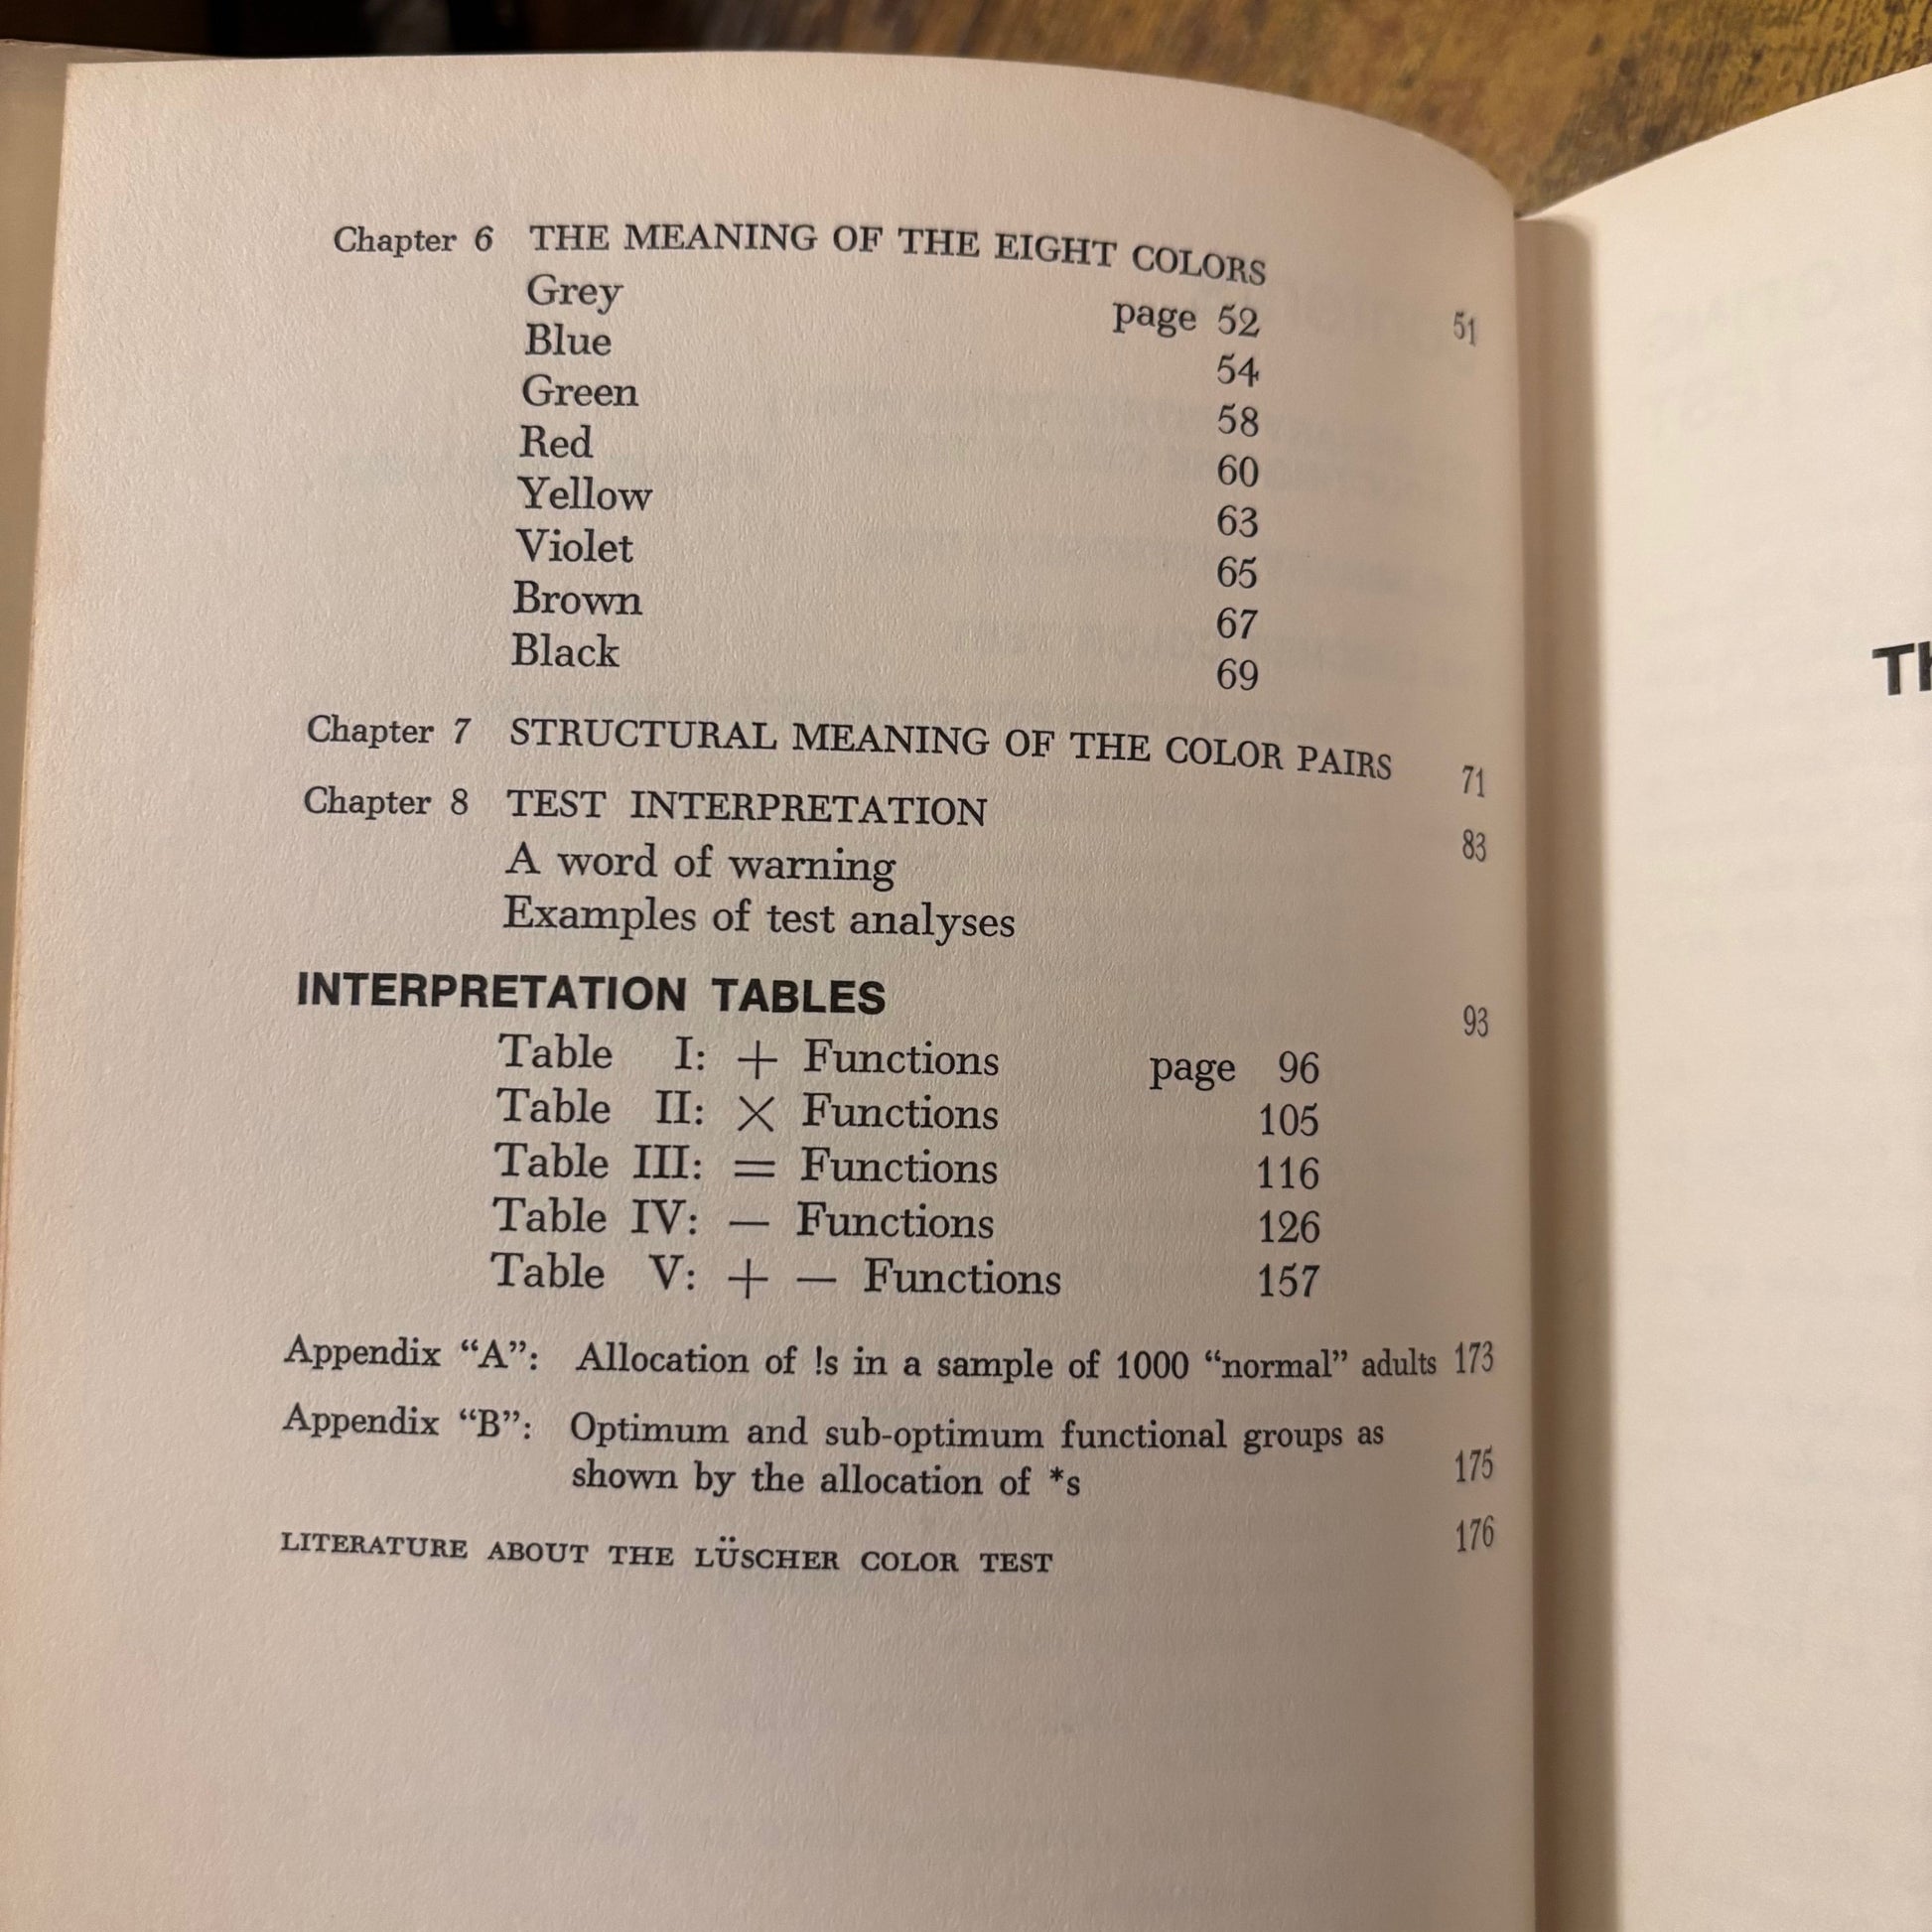 Chapter 6 THE MEANING OF THE EIGHT COLORS 51
Grey page 52
Blue 54
Green 58
Red 60
Yellow 63
Violet 65
Brown 67
Black 69
Chapter 7 STRUCTURAL MEANING OF THE COLOR PAIRS 71
Chapter 8 TEST INTERPRETATION 83
A word of warning
Examples of test analyses
INTERPRETATION TABLES 93
Table I: + Functions page 96
Table II: × Functions 105
Table III: = Functions 116
Table IV: — Functions 126
Table V: + — Functions 157
Appendix “A”: Allocation of !s in a sample of 1000 “normal” adults 173
Appendix “B”: Optimum and sub-optimum functional groups as
shown by the allocation of *s 175
LITERATURE ABOUT THE LÜSCHER COLOR TEST 176